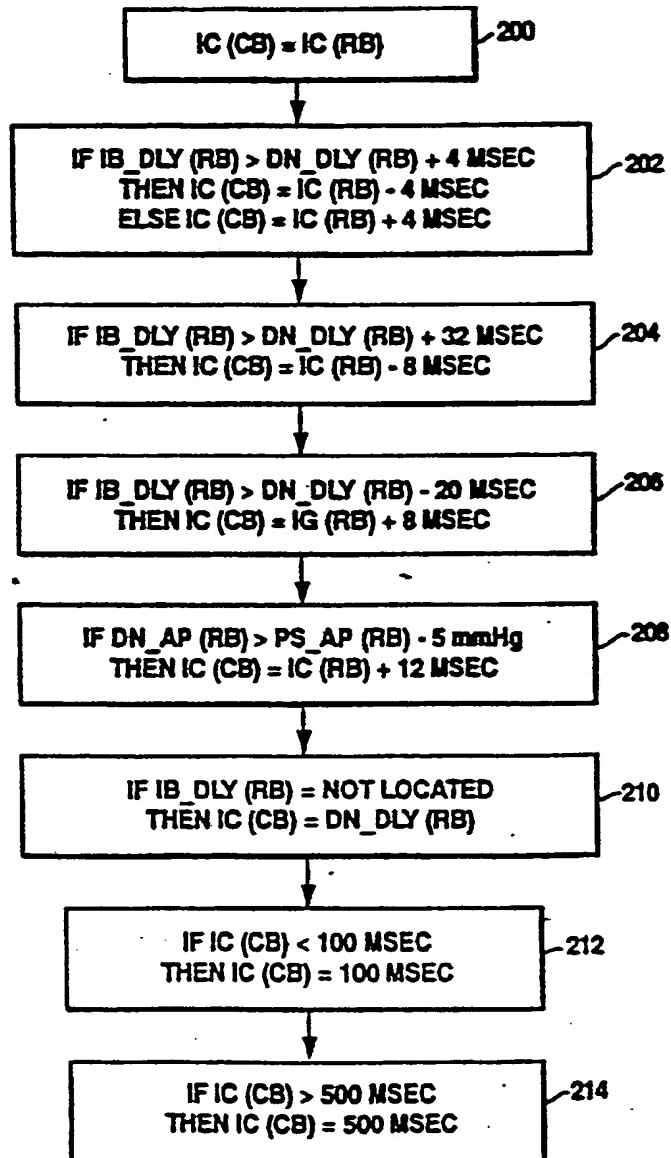 IC (CB) = IC (RB)
200
IF IB_DLY (RB) > DN_DLY (RB) + 4 MSEC
THEN IC (CB) = IC (RB) - 4 MSEC
ELSE IC (CB) = IC (RB) + 4 MSEC
202
IF IB_DLY (RB) > DN_DLY (RB) + 32 MSEC
THEN IC (CB) = IC (RB) - 8 MSEC
204
IF IB_DLY (RB) > DN_DLY (RB) - 20 MSEC
THEN IC (CB) = IG (RB) + 8 MSEC
206
IF DN_AP (RB) > PS_AP (RB) - 5 mmHg
THEN IC (CB) = IC (RB) + 12 MSEC
208
IF IB_DLY (RB) = NOT LOCATED
THEN IC (CB) = DN_DLY (RB)
210
IF IC (CB) < 100 MSEC
THEN IC (CB) = 100 MSEC
212
IF IC (CB) > 500 MSEC
THEN IC (CB) = 500 MSEC
214